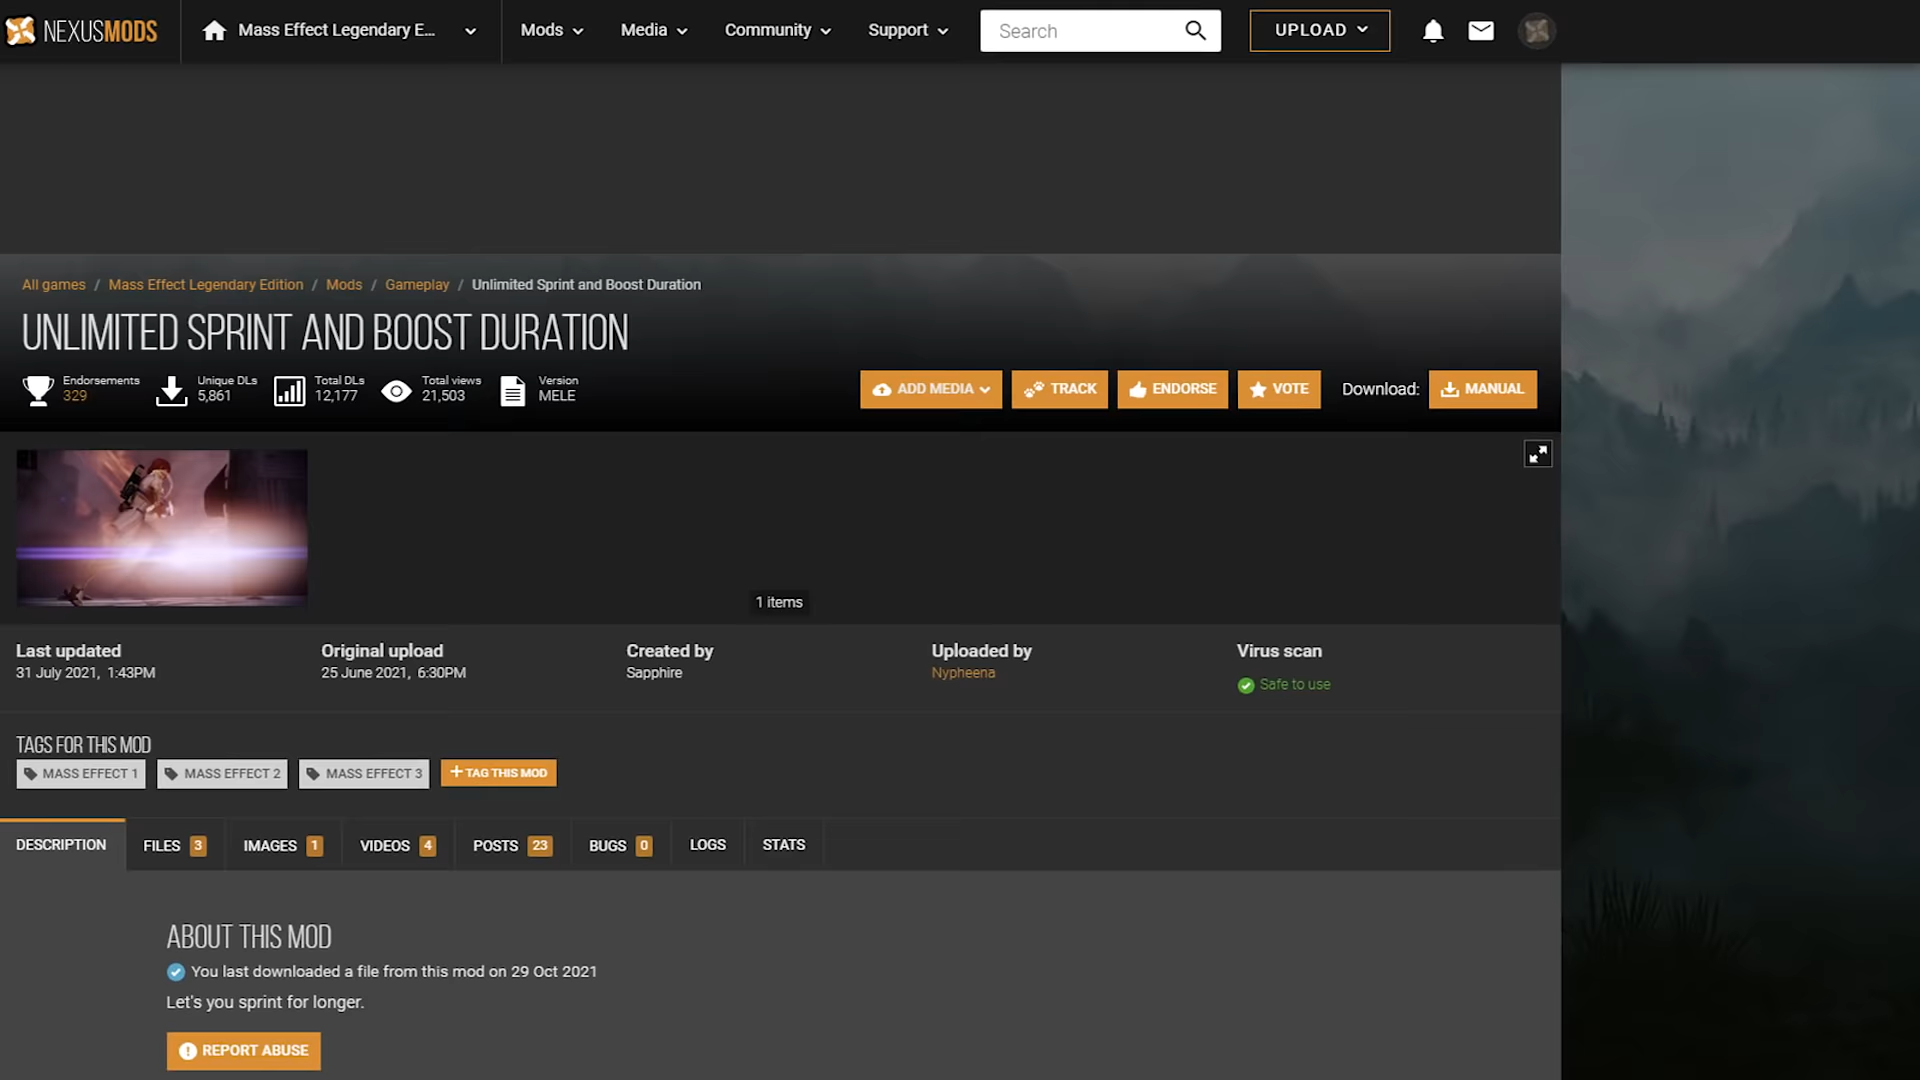 NEXUSMODS
Mass Effect Legendary E...
Mods
Media
Community
Support
Search
UPLOAD
All games / Mass Effect Legendary Edition / Mods / Gameplay / Unlimited Sprint and Boost Duration
UNLIMITED SPRINT AND BOOST DURATION
Endorsements
329
Unique DLs
5,861
Total DLs
12,177
Total views
21,503
Version
MELE
ADD MEDIA
TRACK
ENDORSE
VOTE
Download:
MANUAL
1 items
Last updated
31 July 2021, 1:43PM
Original upload
25 June 2021, 6:30PM
Created by
Sapphire
Uploaded by
Nypheena
Virus scan
Safe to use
TAGS FOR THIS MOD
MASS EFFECT 1
MASS EFFECT 2
MASS EFFECT 3
+ TAG THIS MOD
DESCRIPTION
FILES 3
IMAGES 1
VIDEOS 4
POSTS 23
BUGS 0
LOGS
STATS
ABOUT THIS MOD
You last downloaded a file from this mod on 29 Oct 2021
Let's you sprint for longer.
REPORT ABUSE